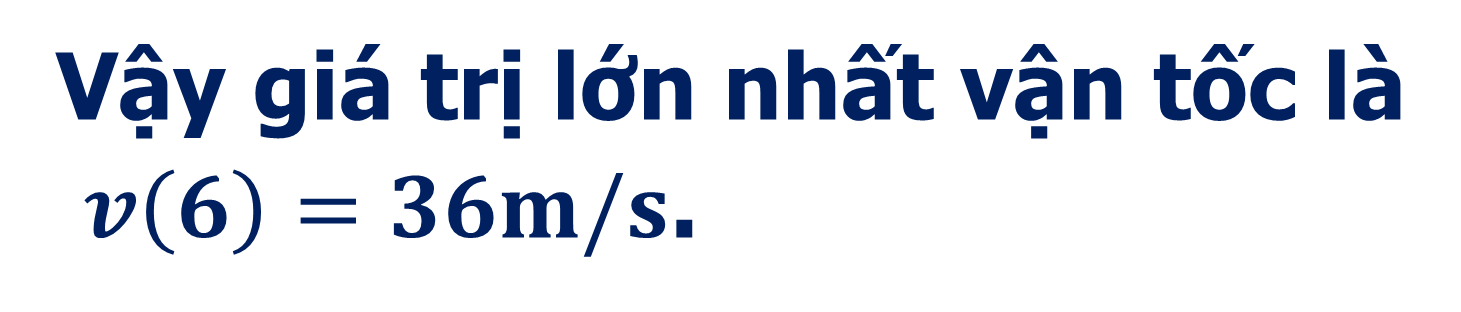 Vậy giá trị lớn nhất vận tốc là
v(6) = 36m/s.